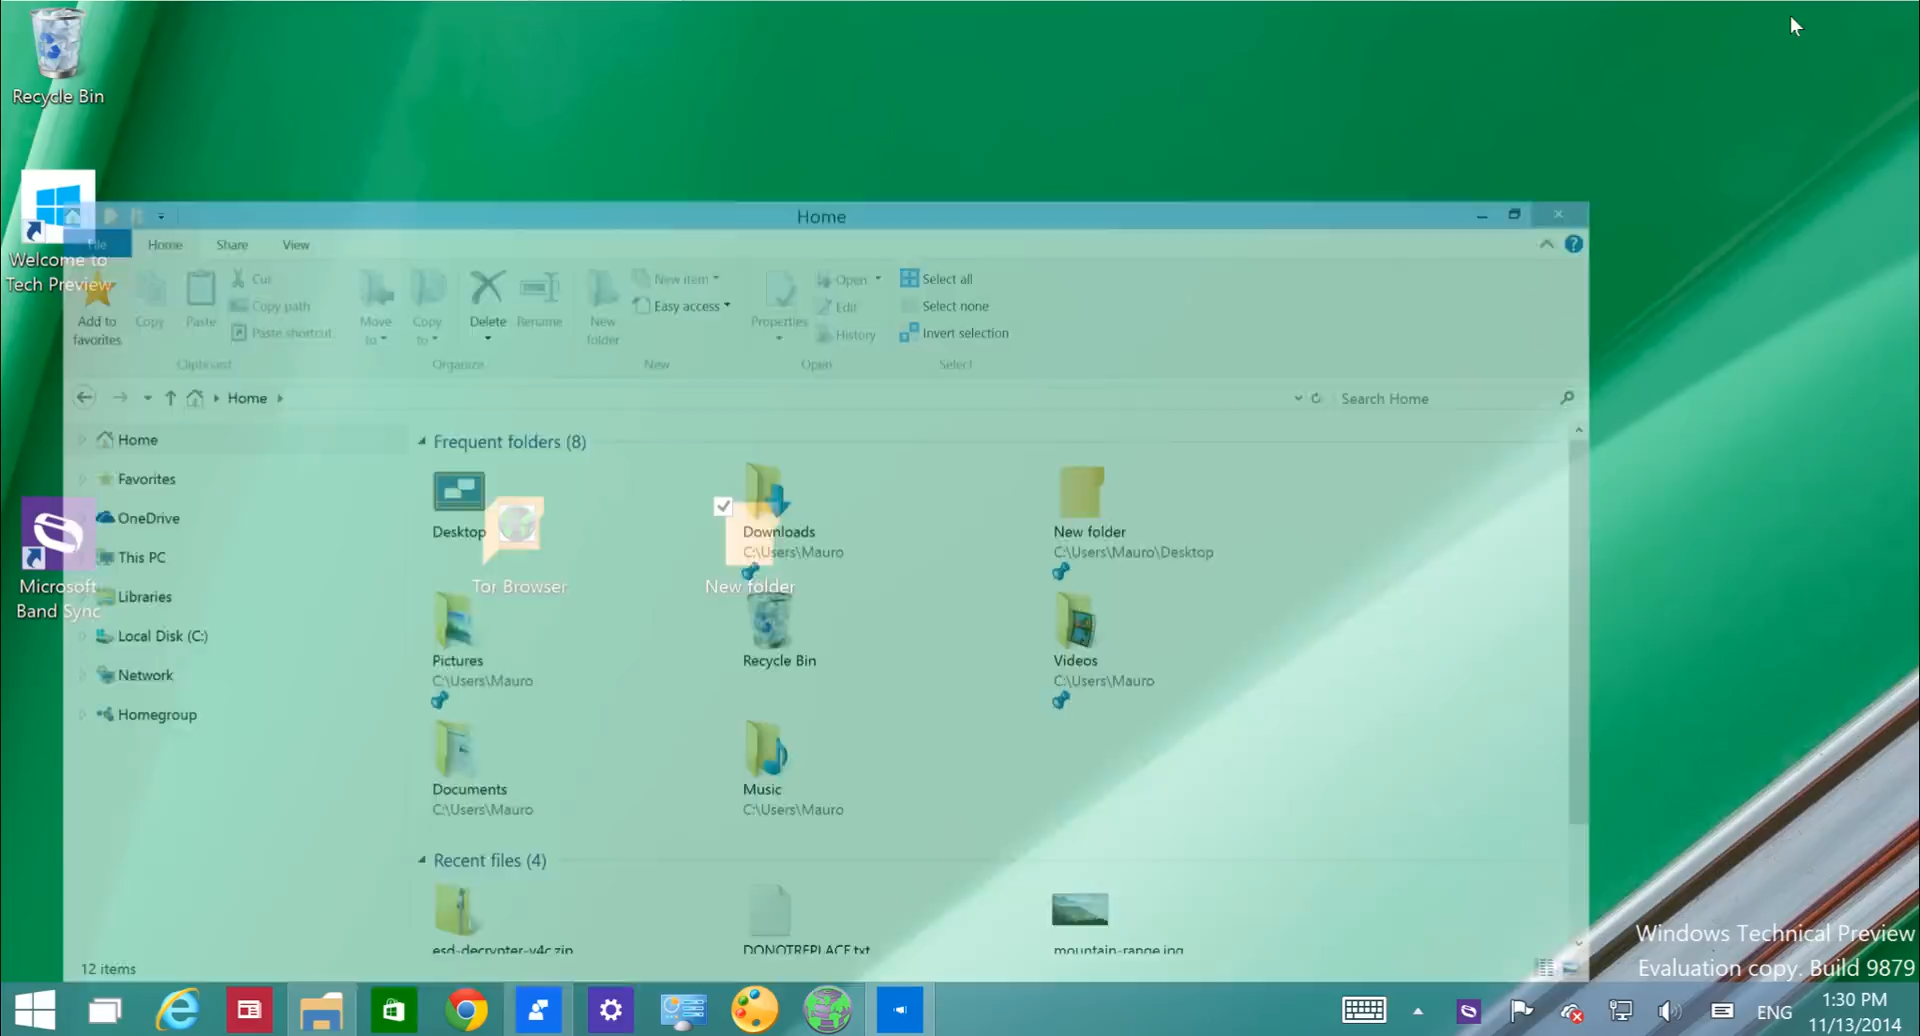 Recycle Bin
Welcome to
Tech Preview
Microsoft
Band Sync
Home
File
Home
Share
View
Add to
favorites
Copy
Paste
Cut
Copy path
Paste shortcut
Clipboard
Move
to
Copy
to
Delete
Rename
Organize
New
folder
New item
Easy access
New
Properties
Open
Edit
History
Open
Select all
Select none
Invert selection
Select
Home
Search Home
Home
Favorites
OneDrive
This PC
Libraries
Local Disk (C:)
Network
Homegroup
Frequent folders (8)
Desktop
Downloads
C:\Users\Mauro
New folder
C:\Users\Mauro\Desktop
Tor Browser
New folder
Pictures
C:\Users\Mauro
Recycle Bin
Videos
C:\Users\Mauro
Documents
C:\Users\Mauro
Music
C:\Users\Mauro
Recent files (4)
esd-decrypter-v4c.zip
DONOTREPLACE.txt
mountain-range.jpg
12 items
Windows Technical Preview
Evaluation copy. Build 9879
ENG
1:30 PM
11/13/2014